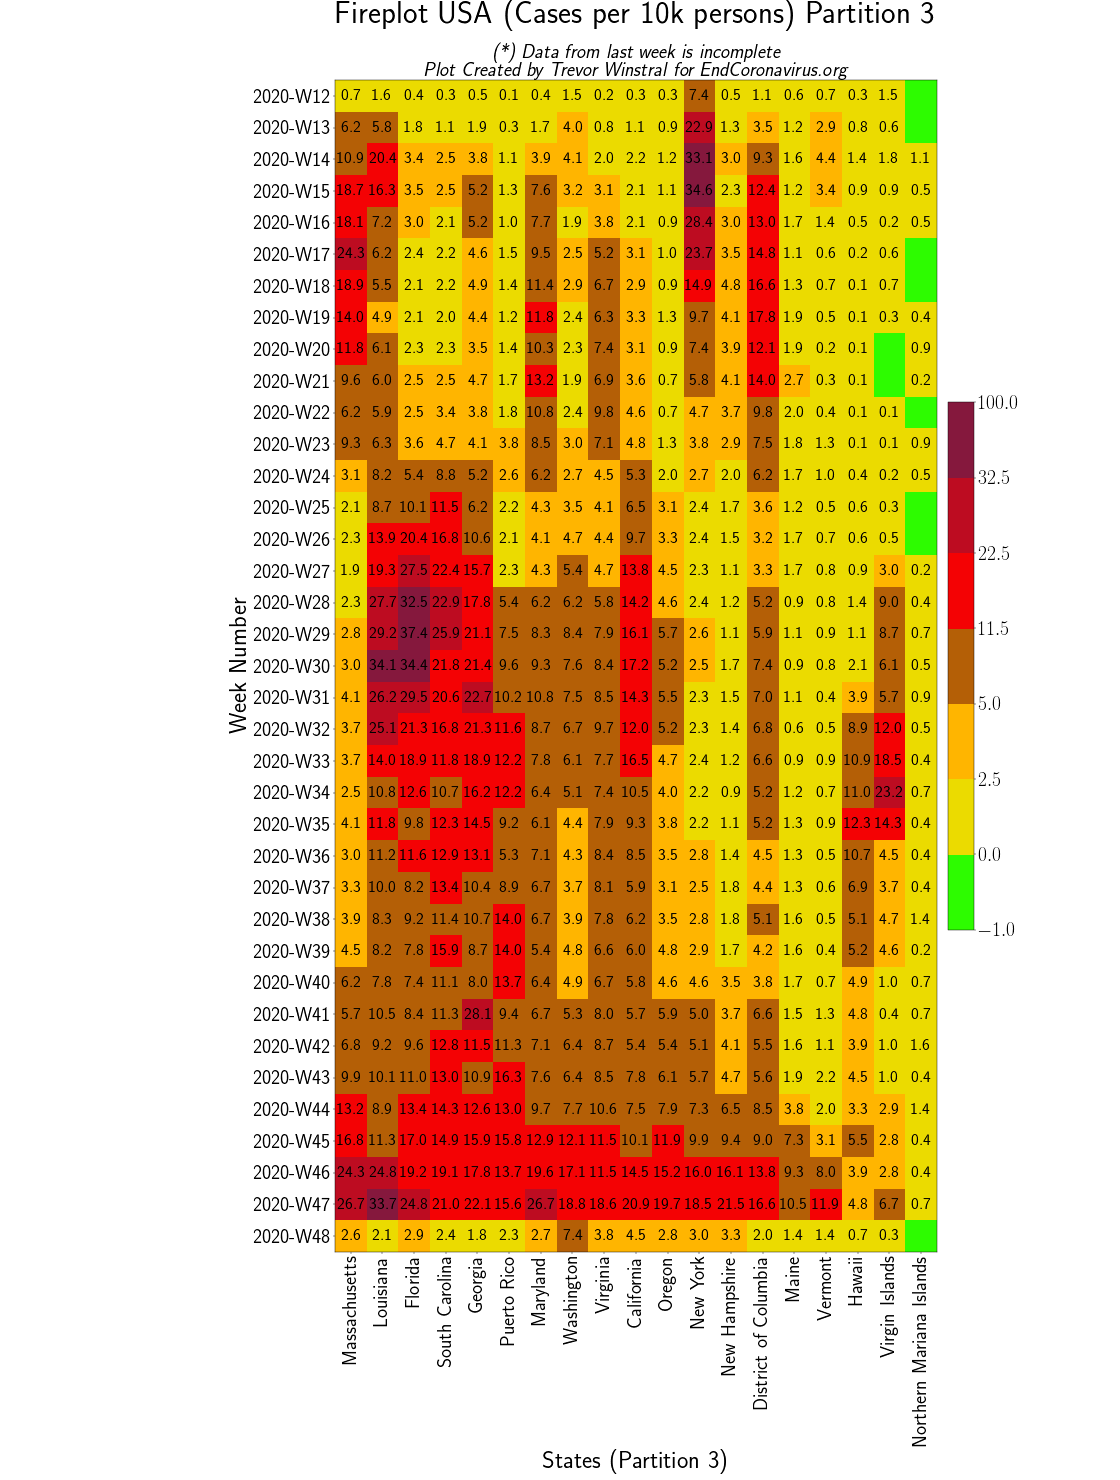 Fireplot USA (Cases per 10k persons) Partition 3
(*) Data from last week is incomplete
Plot Created by Trevor Winstral for EndCoronavirus.org
2020-W12 0.7 1.6 0.4 0.3 0.5 0.1 0.4 1.5 0.2 0.3 0.3 7.4 0.5 1.1 0.6 0.7 0.3 1.5
2020-W13 6.2 5.8 1.8 1.1 1.9 0.3 1.7 4.0 0.8 1.1 0.9 22.9 1.3 3.5 1.2 2.9 0.8 0.6
2020-W14 10.9 20.4 3.4 2.5 3.8 1.1 3.9 4.1 2.0 2.2 1.2 33.1 3.0 9.3 1.6 4.4 1.4 1.8 1.1
2020-W15 18.7 16.3 3.5 2.5 5.2 1.3 7.6 3.2 3.1 2.1 1.1 34.6 2.3 12.4 1.2 3.4 0.9 0.9 0.5
2020-W16 18.1 7.2 3.0 2.1 5.2 1.0 7.7 1.9 3.8 2.1 0.9 28.4 3.0 13.0 1.7 1.4 0.5 0.2 0.5
2020-W17 24.3 6.2 2.4 2.2 4.6 1.5 9.5 2.5 5.2 3.1 1.0 23.7 3.5 14.8 1.1 0.6 0.2 0.6
2020-W18 18.9 5.5 2.1 2.2 4.9 1.4 11.4 2.9 6.7 2.9 0.9 14.9 4.8 16.6 1.3 0.7 0.1 0.7
2020-W19 14.0 4.9 2.1 2.0 4.4 1.2 11.8 2.4 6.3 3.3 1.3 9.7 4.1 17.8 1.9 0.5 0.1 0.3 0.4
2020-W20 11.8 6.1 2.3 2.3 3.5 1.4 10.3 2.3 7.4 3.1 0.9 7.4 3.9 12.1 1.9 0.2 0.1 0.9
2020-W21 9.6 6.0 2.5 2.5 4.7 1.7 13.2 1.9 6.9 3.6 0.7 5.8 4.1 14.0 2.7 0.3 0.1 0.2
2020-W22 6.2 5.9 2.5 3.4 3.8 1.8 10.8 2.4 9.8 4.6 0.7 4.7 3.7 9.8 2.0 0.4 0.1 0.1
2020-W23 9.3 6.3 3.6 4.7 4.1 3.8 8.5 3.0 7.1 4.8 1.3 3.8 2.9 7.5 1.8 1.3 0.1 0.1 0.9
2020-W24 3.1 8.2 5.4 8.8 5.2 2.6 6.2 2.7 4.5 5.3 2.0 2.7 2.0 6.2 1.7 1.0 0.4 0.2 0.5
2020-W25 2.1 8.7 10.1 11.5 6.2 2.2 4.3 3.5 4.1 6.5 3.1 2.4 1.7 3.6 1.2 0.5 0.6 0.3
2020-W26 2.3 13.9 20.4 16.8 10.6 2.1 4.1 4.7 4.4 9.7 3.3 2.4 1.5 3.2 1.7 0.7 0.6 0.5
2020-W27 1.9 19.3 27.5 22.4 15.7 2.3 4.3 5.4 4.7 13.8 4.5 2.3 1.1 3.3 1.7 0.8 0.9 3.0 0.2
2020-W28 2.3 27.7 32.5 22.9 17.8 5.4 6.2 6.2 5.8 14.2 4.6 2.4 1.2 5.2 0.9 0.8 1.4 9.0 0.4
2020-W29 2.8 29.2 37.4 25.9 21.1 7.5 8.3 8.4 7.9 16.1 5.7 2.6 1.1 5.9 1.1 0.9 1.1 8.7 0.7
2020-W30 3.0 34.1 34.4 21.8 21.4 9.6 9.3 7.6 8.4 17.2 5.2 2.5 1.7 7.4 0.9 0.8 2.1 6.1 0.5
2020-W31 4.1 26.2 29.5 20.6 22.7 10.2 10.8 7.5 8.5 14.3 5.5 2.3 1.5 7.0 1.1 0.4 3.9 5.7 0.9
2020-W32 3.7 25.1 21.3 16.8 21.3 11.6 8.7 6.7 9.7 12.0 5.2 2.3 1.4 6.8 0.6 0.5 8.9 12.0 0.5
2020-W33 3.7 14.0 18.9 11.8 18.9 12.2 7.8 6.1 7.7 16.5 4.7 2.4 1.2 6.6 0.9 0.9 10.9 18.5 0.4
2020-W34 2.5 10.8 12.6 10.7 16.2 12.2 6.4 5.1 7.4 10.5 4.0 2.2 0.9 5.2 1.2 0.7 11.0 23.2 0.7
2020-W35 4.1 11.8 9.8 12.3 14.5 9.2 6.1 4.4 7.9 9.3 3.8 2.2 1.1 5.2 1.3 0.9 12.3 14.3 0.4
2020-W36 3.0 11.2 11.6 12.9 13.1 5.3 7.1 4.3 8.4 8.5 3.5 2.8 1.4 4.5 1.3 0.5 10.7 4.5 0.4
2020-W37 3.3 10.0 8.2 13.4 10.4 8.9 6.7 3.7 8.1 5.9 3.1 2.5 1.8 4.4 1.3 0.6 6.9 3.7 0.4
2020-W38 3.9 8.3 9.2 11.4 10.7 14.0 6.7 3.9 7.8 6.2 3.5 2.8 1.8 5.1 1.6 0.5 5.1 4.7 1.4
2020-W39 4.5 8.2 7.8 15.9 8.7 14.0 5.4 4.8 6.6 6.0 4.8 2.9 1.7 4.2 1.6 0.4 5.2 4.6 0.2
2020-W40 6.2 7.8 7.4 11.1 8.0 13.7 6.4 4.9 6.7 5.8 4.6 4.6 3.5 3.8 1.7 0.7 4.9 1.0 0.7
2020-W41 5.7 10.5 8.4 11.3 28.1 9.4 6.7 5.3 8.0 5.7 5.9 5.0 3.7 6.6 1.5 1.3 4.8 0.4 0.7
2020-W42 6.8 9.2 9.6 12.8 11.5 11.3 7.1 6.4 8.7 5.4 5.4 5.1 4.1 5.5 1.6 1.1 3.9 1.0 1.6
2020-W43 9.9 10.1 11.0 13.0 10.9 16.3 7.6 6.4 8.5 7.8 6.1 5.7 4.7 5.6 1.9 2.2 4.5 1.0 0.4
2020-W44 13.2 8.9 13.4 14.3 12.6 13.0 9.7 7.7 10.6 7.5 7.9 7.3 6.5 8.5 3.8 2.0 3.3 2.9 1.4
2020-W45 16.8 11.3 17.0 14.9 15.9 15.8 12.9 12.1 11.5 10.1 11.9 9.9 9.4 9.0 7.3 3.1 5.5 2.8 0.4
2020-W46 24.3 24.8 19.2 19.1 17.8 13.7 19.6 17.1 11.5 14.5 15.2 16.0 16.1 13.8 9.3 8.0 3.9 2.8 0.4
2020-W47 26.7 33.7 24.8 21.0 22.1 15.6 26.7 18.8 18.6 20.9 19.7 18.5 21.5 16.6 10.5 11.9 4.8 6.7 0.7
2020-W48 2.6 2.1 2.9 2.4 1.8 2.3 2.7 7.4 3.8 4.5 2.8 3.0 3.3 2.0 1.4 1.4 0.7 0.3
Week Number
100.0
32.5
22.5
11.5
5.0
2.5
0.0
−1.0
Massachusetts
Louisiana
Florida
South Carolina
Georgia
Puerto Rico
Maryland
Washington
Virginia
California
Oregon
New York
New Hampshire
District of Columbia
Maine
Vermont
Hawaii
Virgin Islands
Northern Mariana Islands
States (Partition 3)